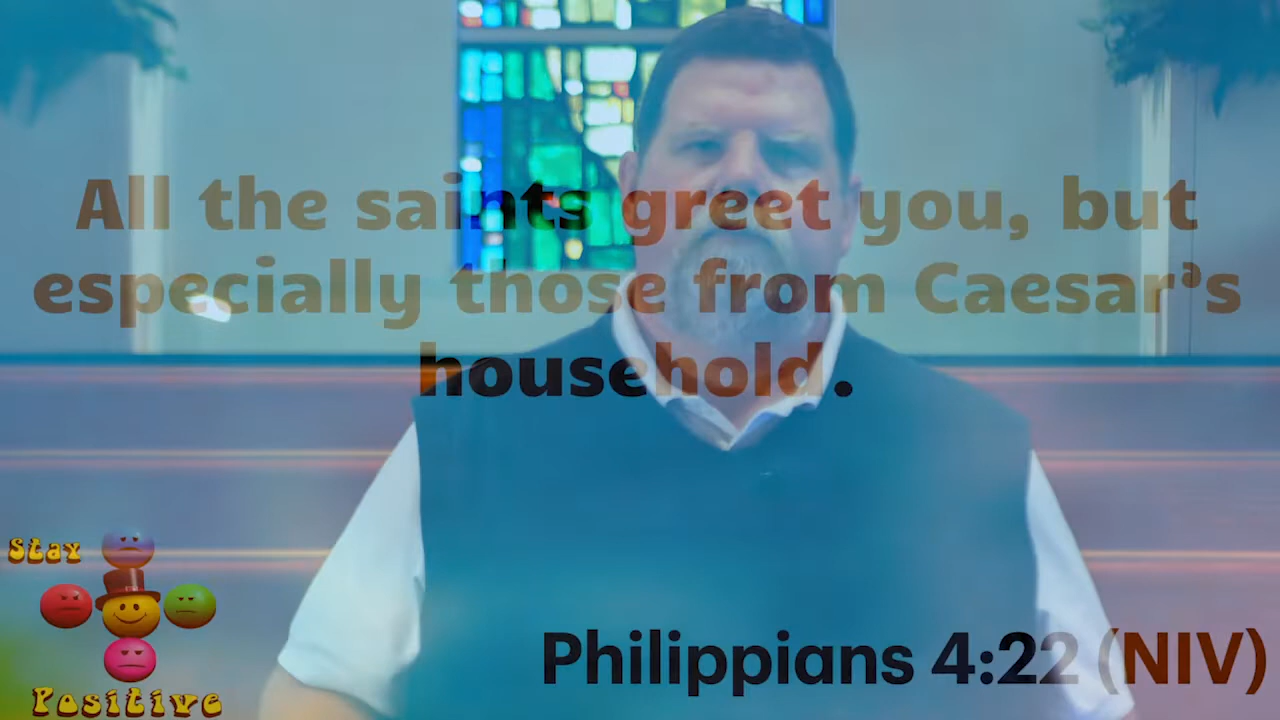 All the saints greet you, but
especially those from Caesar's
household.
Stay
Positive
Philippians 4:22 (NIV)